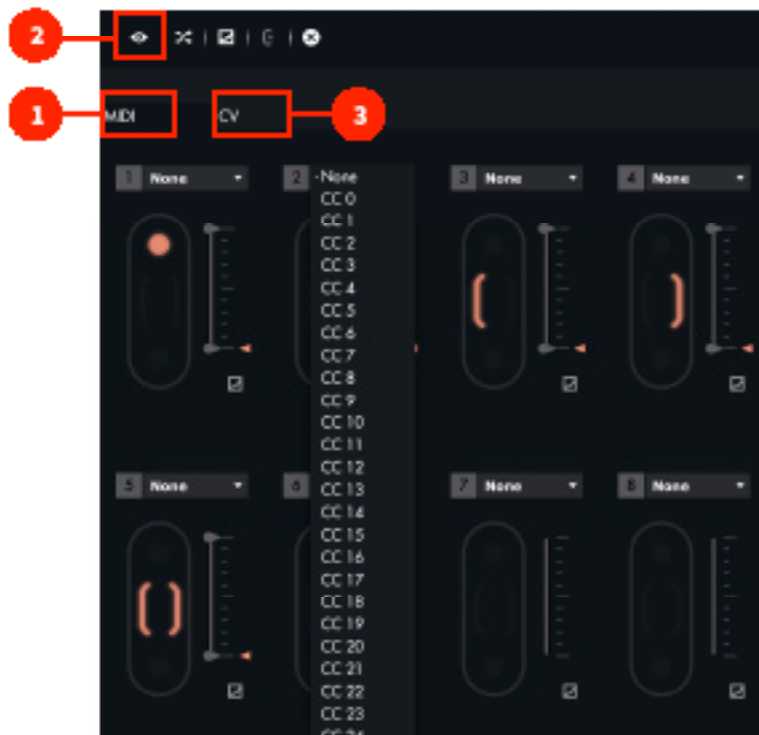 2
1
MIDI
CV
3
1 None
2 -None
3 None
4 None
CC 0
CC 1
CC 2
CC 3
CC 4
CC 5
CC 6
CC 7
CC 8
CC 9
CC 10
CC 11
CC 12
5 None
6
CC 13
7 None
8 None
CC 14
CC 15
CC 16
CC 17
CC 18
CC 19
CC 20
CC 21
CC 22
CC 23